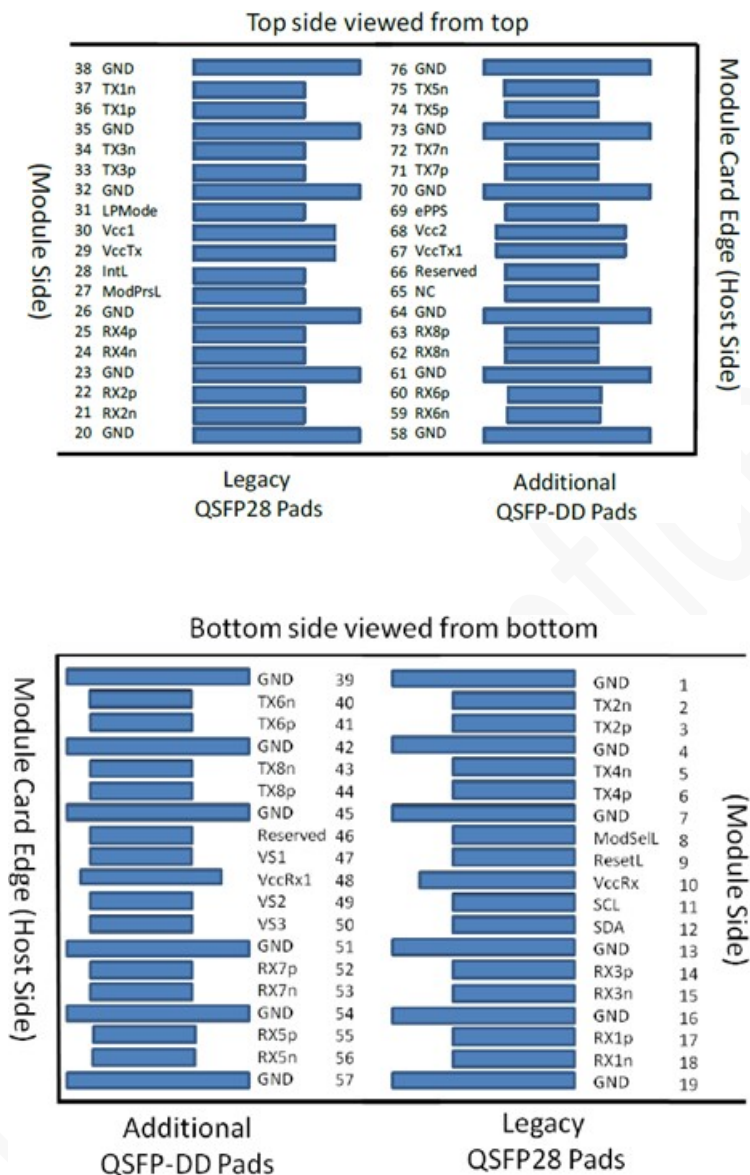 Top side viewed from top
38 GND 76 GND
37 TX1n 75 TX5n
36 TX1p 74 TX5p
35 GND 73 GND
34 TX3n 72 TX7n
33 TX3p 71 TX7p
32 GND 70 GND
31 LPMode 69 ePPS
30 Vcc1 68 Vcc2
29 VccTx 67 VccTx1
28 IntL 66 Reserved
27 ModPrsL 65 NC
26 GND 64 GND
25 RX4p 63 RX8p
24 RX4n 62 RX8n
23 GND 61 GND
22 RX2p 60 RX6p
21 RX2n 59 RX6n
20 GND 58 GND
(Module Side)
Module Card Edge (Host Side)
Legacy
QSFP28 Pads
Additional
QSFP-DD Pads
Bottom side viewed from bottom
GND 39 GND 1
TX6n 40 TX2n 2
TX6p 41 TX2p 3
GND 42 GND 4
TX8n 43 TX4n 5
TX8p 44 TX4p 6
GND 45 GND 7
Reserved 46 ModSelL 8
VS1 47 ResetL 9
VccRx1 48 VccRx 10
VS2 49 SCL 11
VS3 50 SDA 12
GND 51 GND 13
RX7p 52 RX3p 14
RX7n 53 RX3n 15
GND 54 GND 16
RX5p 55 RX1p 17
RX5n 56 RX1n 18
GND 57 GND 19
Module Card Edge (Host Side)
(Module Side)
Additional
QSFP-DD Pads
Legacy
QSFP28 Pads